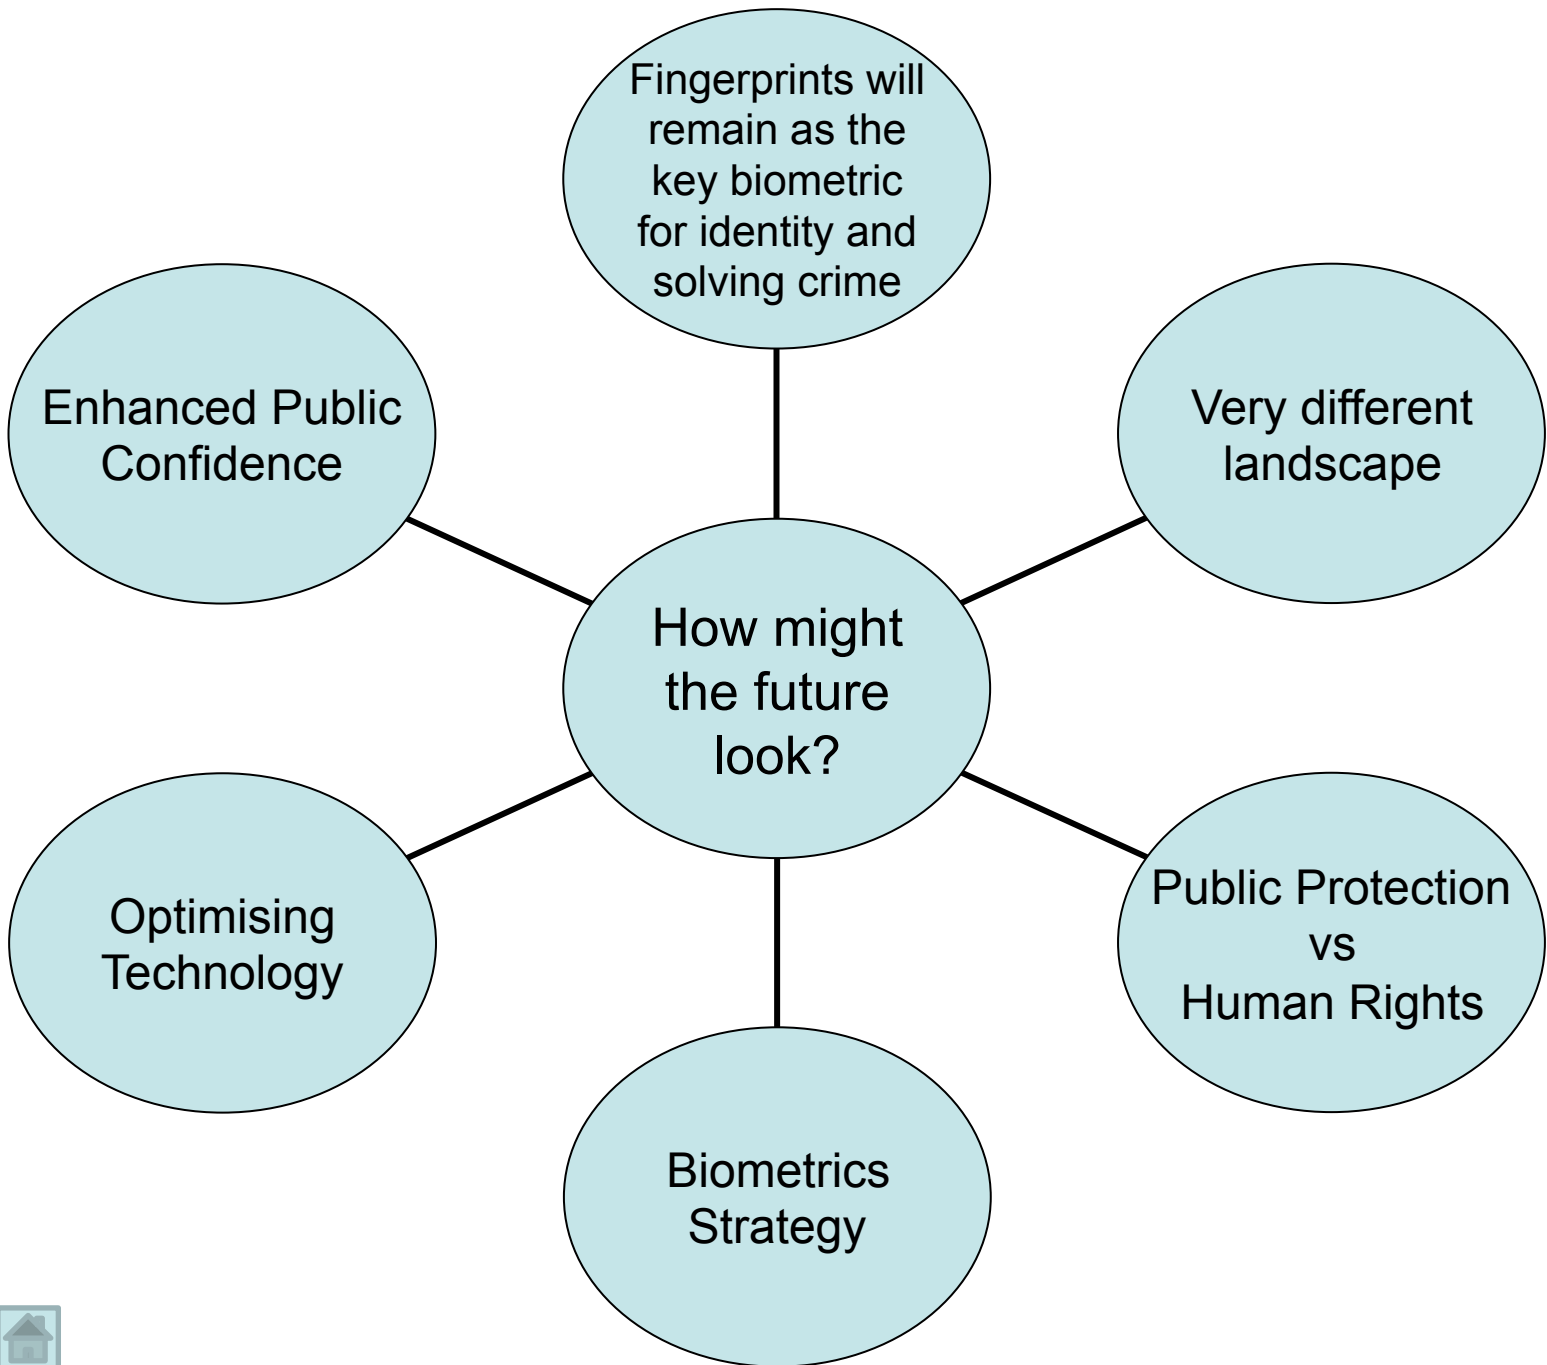 Fingerprints will
remain as the
key biometric
for identity and
solving crime
Enhanced Public
Confidence
Very different
landscape
How might
the future
look?
Optimising
Technology
Public Protection
vs
Human Rights
Biometrics
Strategy